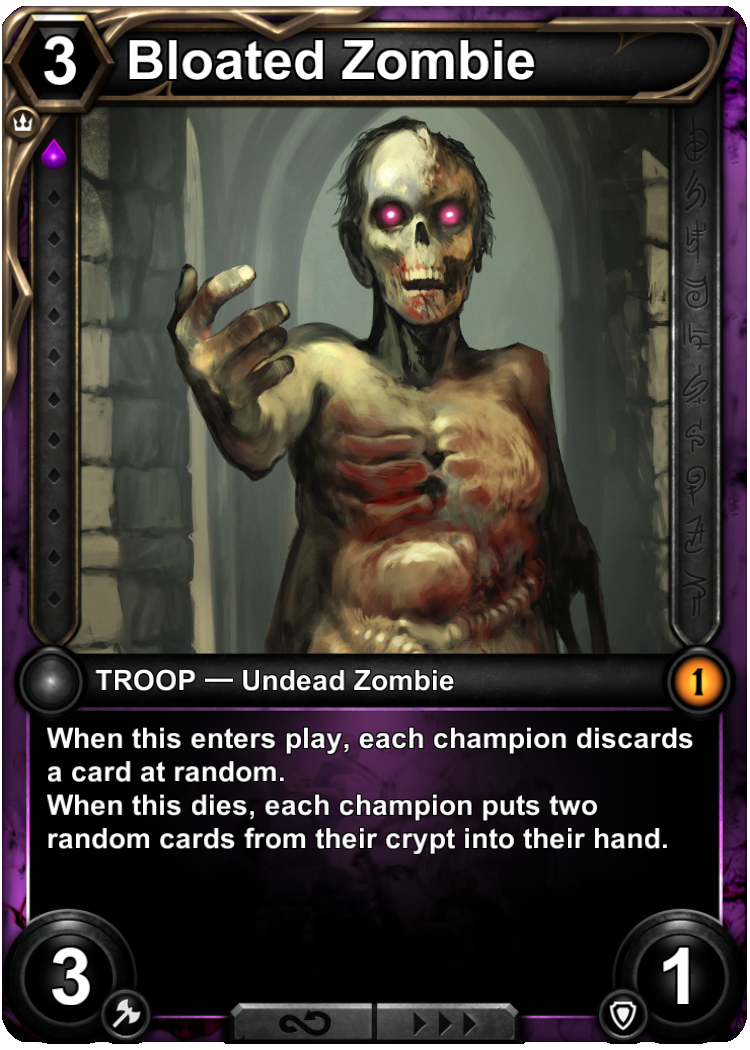 3
Bloated Zombie
TROOP — Undead Zombie
1
When this enters play, each champion discards
a card at random.
When this dies, each champion puts two
random cards from their crypt into their hand.
3
1